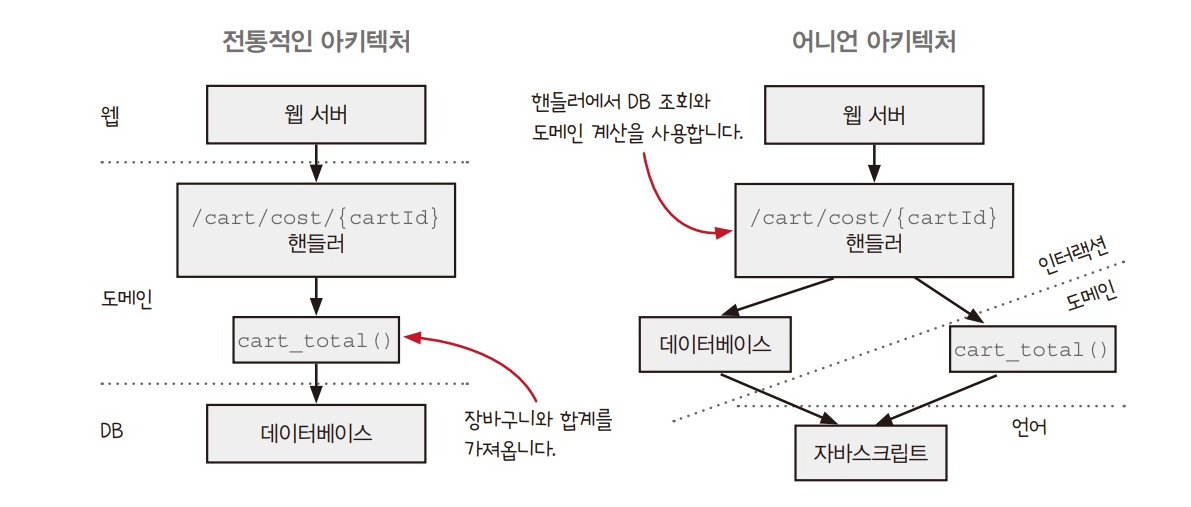 전통적인 아키텍처
웹
웹 서버
/cart/cost/{cartId}
핸들러
도메인
cart_total()
장바구니와 합계를
가져옵니다.
DB
데이터베이스
어니언 아키텍처
핸들러에서 DB 조회와
도메인 계산을 사용합니다.
웹 서버
/cart/cost/{cartId}
핸들러
인터랙션
도메인
데이터베이스
cart_total()
언어
자바스크립트